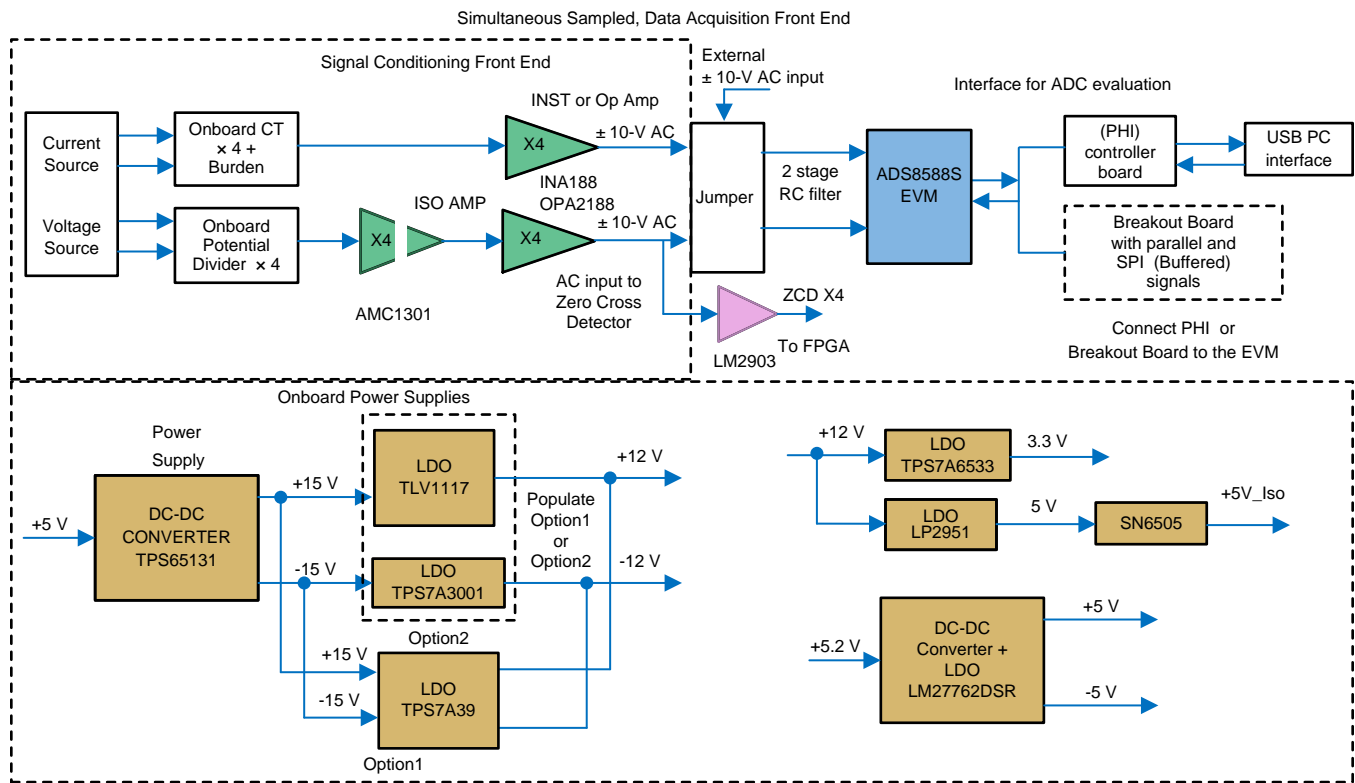 Simultaneous Sampled, Data Acquisition Front End
Signal Conditioning Front End
External
± 10-V AC input
Interface for ADC evaluation
INST or Op Amp
Current
Source
Voltage
Source
Onboard CT
× 4 +
Burden
X4
± 10-V AC
INA188
OPA2188
Onboard
Potential
Divider × 4
X4
ISO AMP
AMC1301
X4
± 10-V AC
AC input to
Zero Cross
Detector
Jumper
2 stage
RC filter
ADS8588S
EVM
(PHI)
controller
board
USB PC
interface
Breakout Board
with parallel and
SPI (Buffered)
signals
ZCD X4
To FPGA
LM2903
Connect PHI or
Breakout Board to the EVM
Onboard Power Supplies
Power
Supply
+5 V
DC-DC
CONVERTER
TPS65131
+15 V
-15 V
LDO
TLV1117
LDO
TPS7A3001
Option2
+12 V
Populate
Option1
or
Option2
-12 V
+15 V
-15 V
LDO
TPS7A39
Option1
+12 V
LDO
TPS7A6533
3.3 V
LDO
LP2951
5 V
SN6505
+5V_Iso
+5.2 V
DC-DC
Converter +
LDO
LM27762DSR
+5 V
-5 V